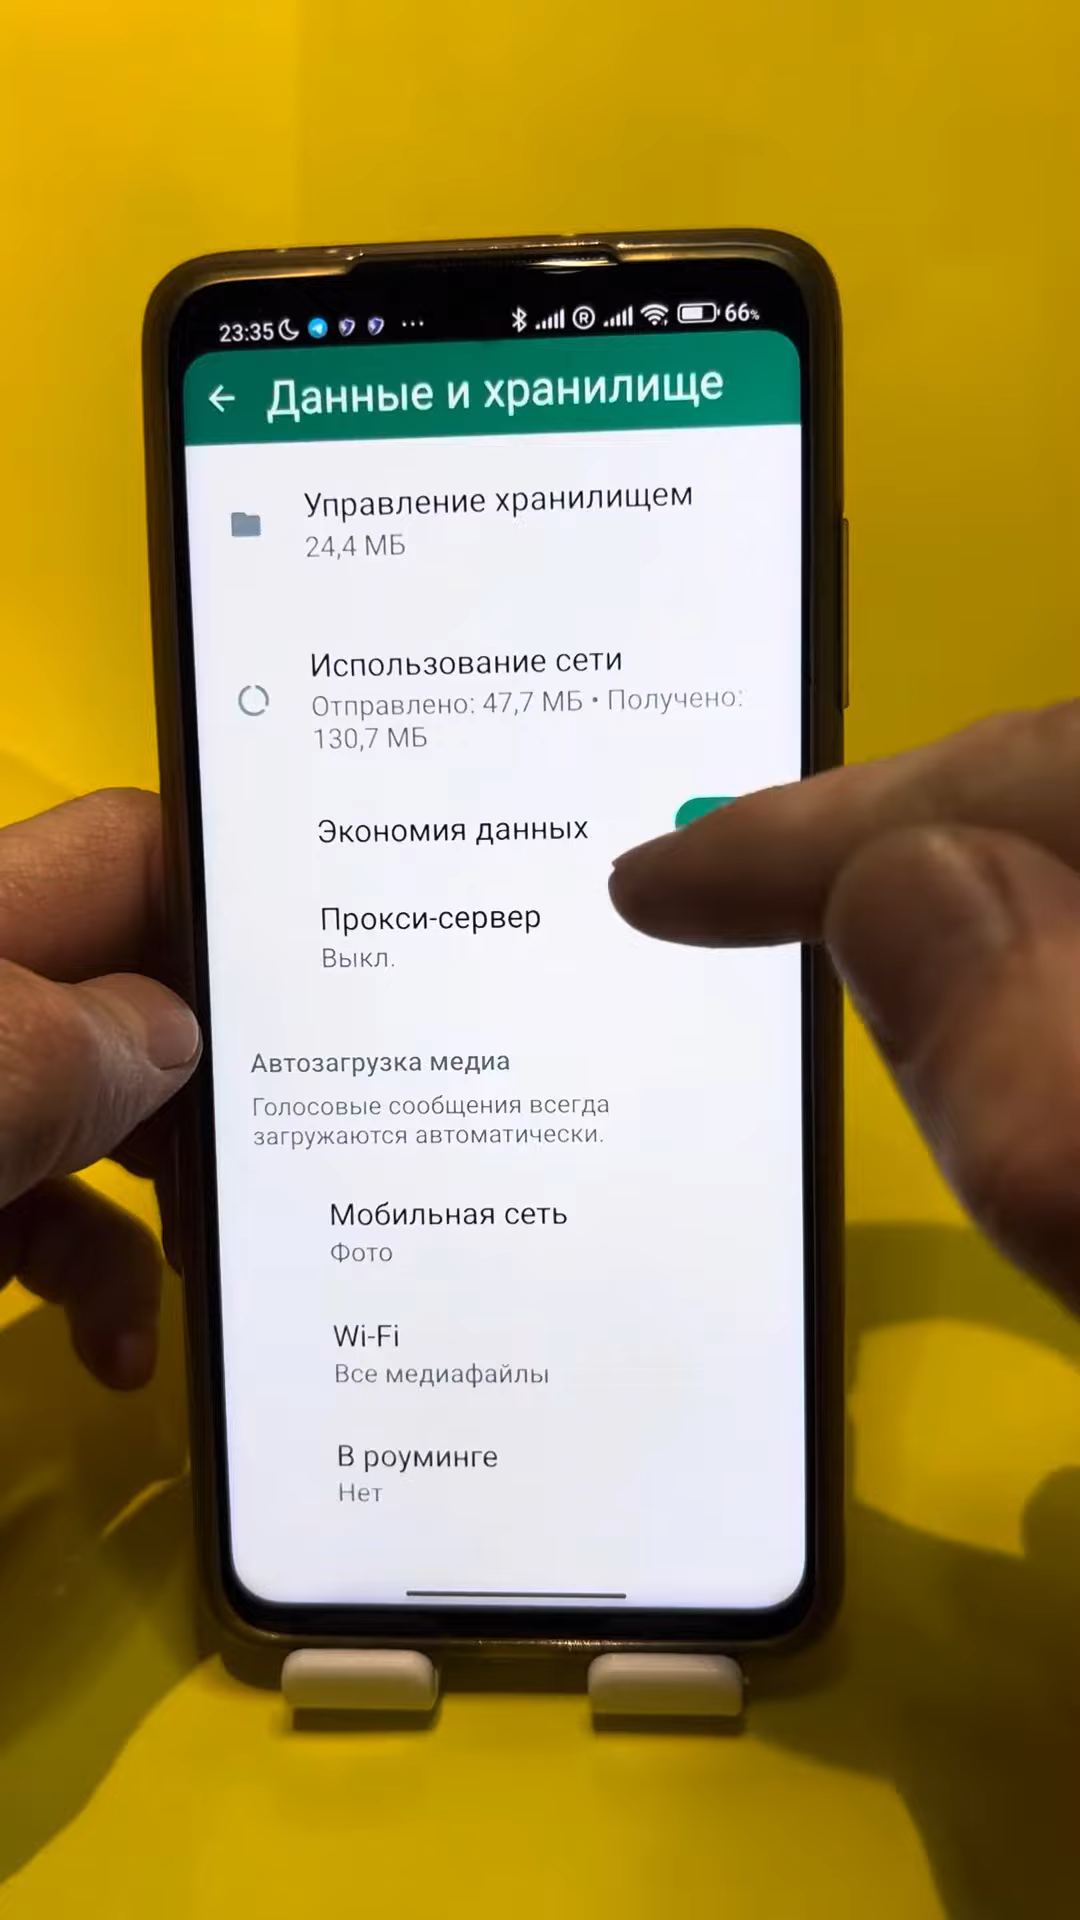 23:35 ... ® 66%
Данные и хранилище
Управление хранилищем
24,4 МБ
Использование сети
Отправлено: 47,7 МБ • Получено:
130,7 МБ
Экономия данных
Прокси-сервер
Выкл.
Автозагрузка медиа
Голосовые сообщения всегда
загружаются автоматически.
Мобильная сеть
Фото
Wi-Fi
Все медиафайлы
В роуминге
Нет